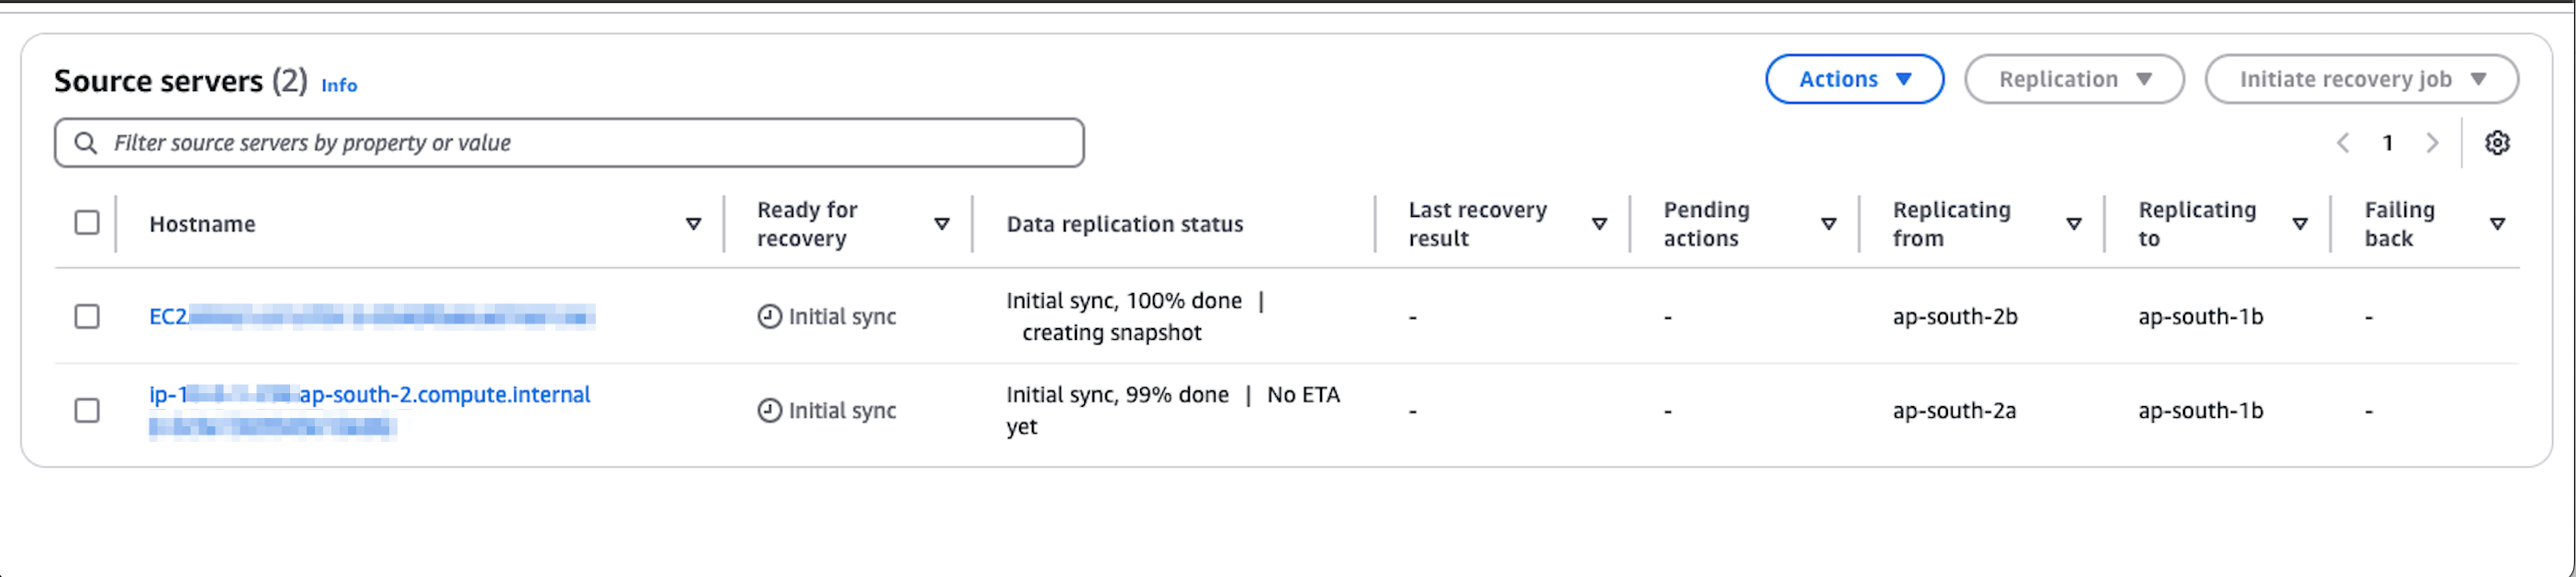 Source servers (2) Info
Actions
Replication
Initiate recovery job
Filter source servers by property or value
1
Hostname
Ready for
recovery
Data replication status
Last recovery
result
Pending
actions
Replicating
from
Replicating
to
Failing
back
EC2
Initial sync
Initial sync, 100% done |
creating snapshot
-
-
ap-south-2b
ap-south-1b
-
ip-1 ap-south-2.compute.internal
Initial sync
Initial sync, 99% done | No ETA
yet
-
-
ap-south-2a
ap-south-1b
-